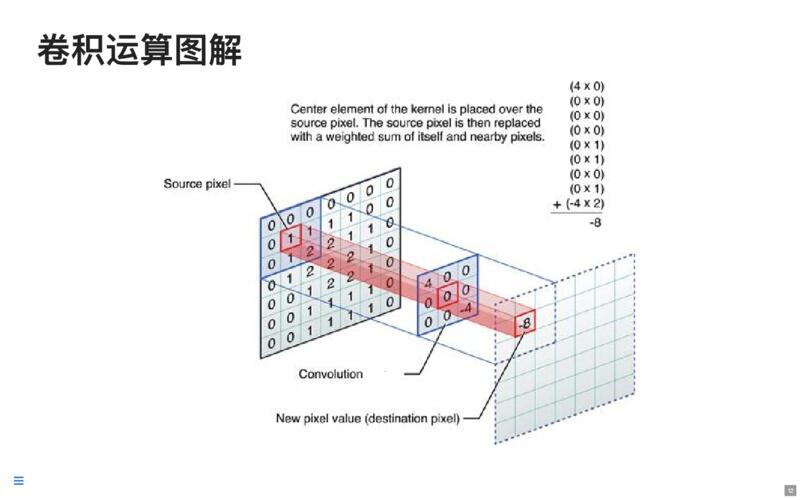 卷积运算图解
Center element of the kernel is placed over the
source pixel. The source pixel is then replaced
with a weighted sum of itself and nearby pixels.
(4 x 0)
(0 x 0)
(0 x 0)
(0 x 0)
(0 x 1)
(0 x 1)
(0 x 0)
(0 x 1)
+ (-4 x 2)
-8
Source pixel
0 0 0 0 0 0 0
0 1 1 1 1 1 0
0 1 2 2 1 1 0
0 1 2 2 2 1 0
0 0 1 2 2 1 0
0 0 1 1 1 1 0
0 0 1 1 1 1 0
4 0 0
0 0 0
0 0 -4
-8
Convolution
New pixel value (destination pixel)
12